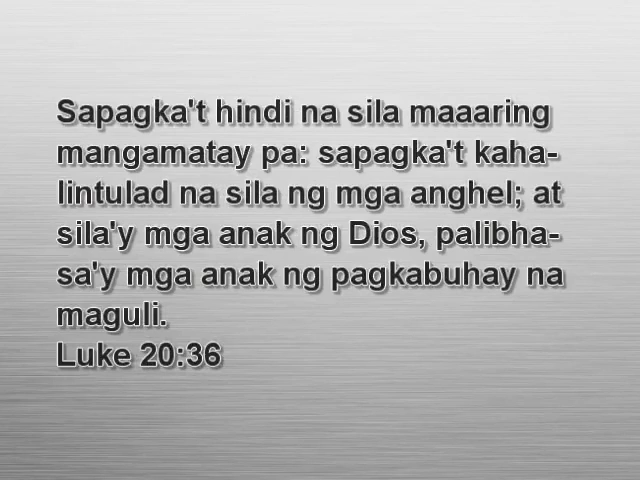 Sapagka't hindi na sila maaaring
mangamatay pa: sapagka't kaha-
lintulad na sila ng mga anghel; at
sila'y mga anak ng Dios, palibha-
sa'y mga anak ng pagkabuhay na
maguli.
Luke 20:36